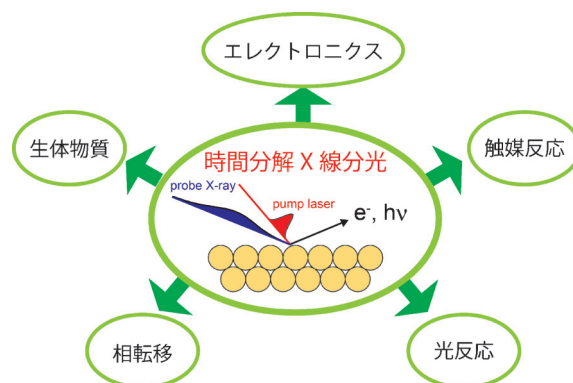 エレクトロニクス
生体物質
触媒反応
時間分解 X 線分光
probe X-ray
pump laser
e⁻, hν
相転移
光反応